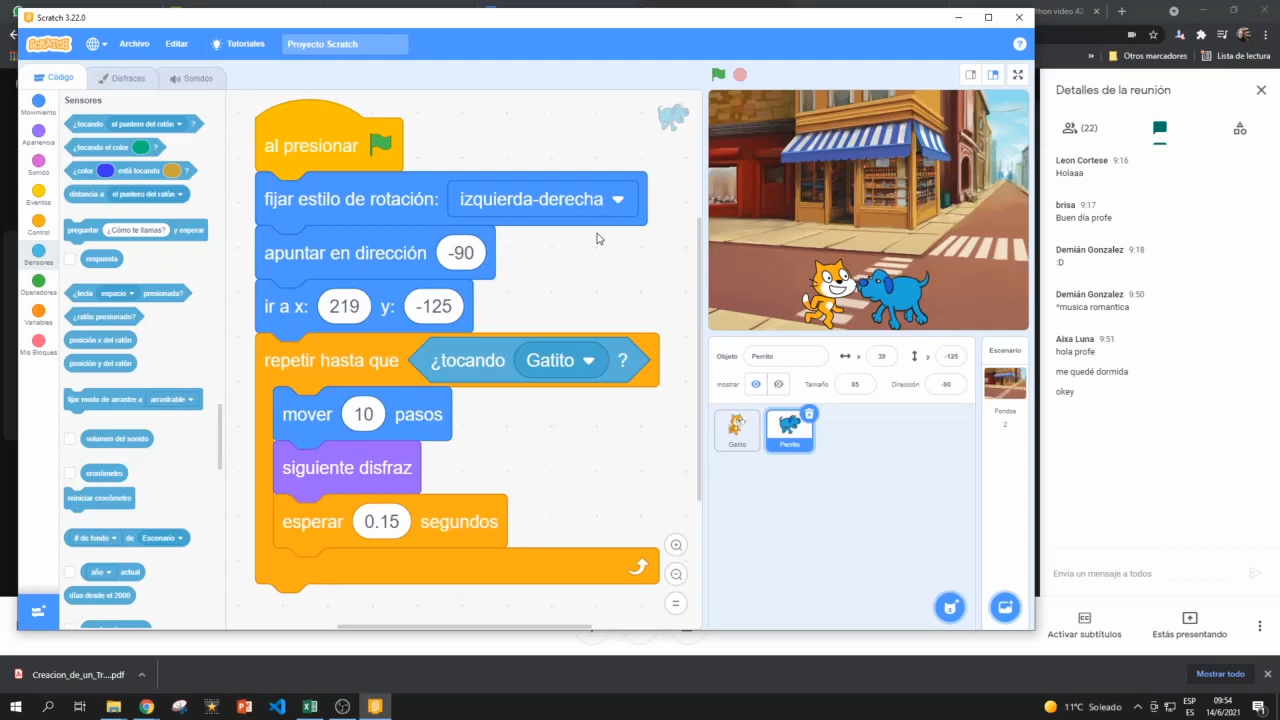 Scratch 3.22.0
SCRATCH
Archivo
Editar
Tutoriales
Proyecto Scratch
Código
Disfraces
Sonidos
Movimiento
Apariencia
Sonido
Eventos
Control
Sensores
Operadores
Variables
Mis Bloques
Sensores
¿tocando el puntero del ratón ?
¿tocando el color ?
¿color está tocando ?
distancia a el puntero del ratón
preguntar ¿Cómo te llamas? y esperar
respuesta
¿tecla espacio presionada?
¿ratón presionado?
posición x del ratón
posición y del ratón
fijar modo de arrastre a arrastrable
volumen del sonido
cronómetro
reiniciar cronómetro
# de fondo de Escenario
año actual
días desde el 2000
al presionar
fijar estilo de rotación: izquierda-derecha
apuntar en dirección -90
ir a x: 219 y: -125
repetir hasta que ¿tocando Gatito ?
mover 10 pasos
siguiente disfraz
esperar 0.15 segundos
Objeto Perrito x 39 y -125
mostrar Tamaño 85 Dirección -90
Gatito
Perrito
Escenario
Fondos
2
thon video 42
Otros marcadores
Lista de lectura
Detalles de la reunión
(22)
Leon Cortese 9:16
Holaaa
brisa 9:17
Buen día profe
Demián Gonzalez 9:18
:D
Demián Gonzalez 9:50
*musica romantica
Aixa Luna 9:51
hola profe
me quedé dormida
okey
Envía un mensaje a todos
Activar subtítulos
Estás presentando
Creacion_de_un_Tr....pdf
Mostrar todo
11°C Soleado
ESP
ES
09:54
14/6/2021
1